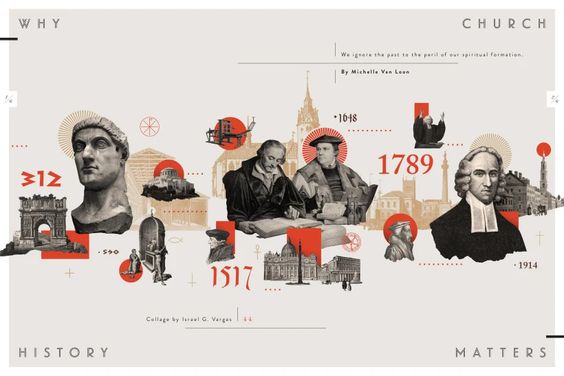 WHY
CHURCH
We ignore the past to the peril of our spiritual formation.
By Michelle Van Loon
1648
312
1789
590
1517
1914
Collage by Israel G. Vargas
44
HISTORY
MATTERS